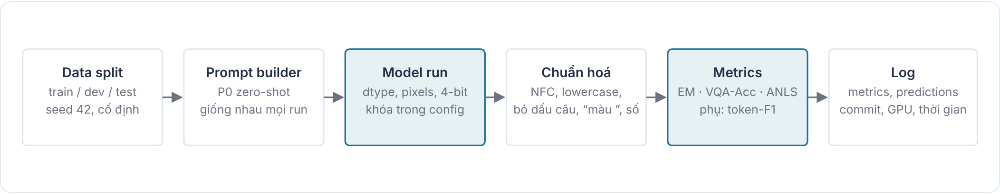 Data split
train / dev / test
seed 42, cố định
Prompt builder
P0 zero-shot
giống nhau mọi run
Model run
dtype, pixels, 4-bit
khóa trong config
Chuẩn hoá
NFC, lowercase,
bỏ dấu câu, “màu ”, số
Metrics
EM · VQA-Acc · ANLS
phụ: token-F1
Log
metrics, predictions
commit, GPU, thời gian